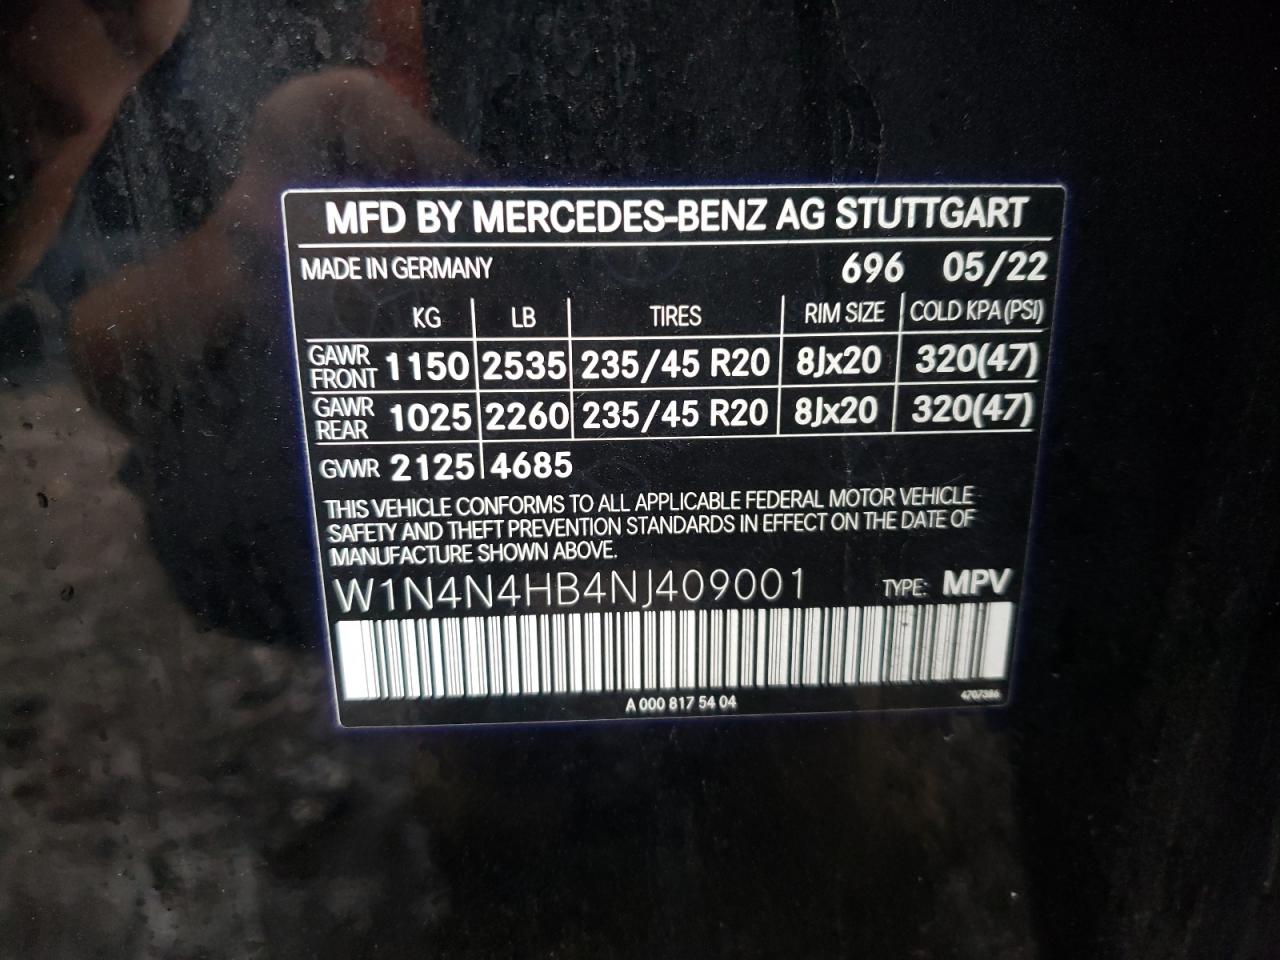 MFD BY MERCEDES-BENZ AG STUTTGART
MADE IN GERMANY 696 05/22
KG LB TIRES RIM SIZE COLD KPA (PSI)
GAWR FRONT 1150 2535 235/45 R20 8Jx20 320(47)
GAWR REAR 1025 2260 235/45 R20 8Jx20 320(47)
GVWR 2125 4685
THIS VEHICLE CONFORMS TO ALL APPLICABLE FEDERAL MOTOR VEHICLE
SAFETY AND THEFT PREVENTION STANDARDS IN EFFECT ON THE DATE OF
MANUFACTURE SHOWN ABOVE.
W1N4N4HB4NJ409001 TYPE: MPV
A 000 817 54 04 4707386